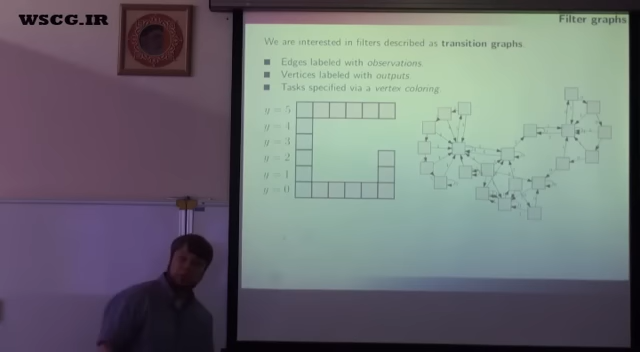 WSCG.IR
Filter graphs
We are interested in filters described as transition graphs.
Edges labeled with observations.
Vertices labeled with outputs.
Tasks specified via a vertex coloring.
y = 5
y = 4
y = 3
y = 2
y = 1
y = 0